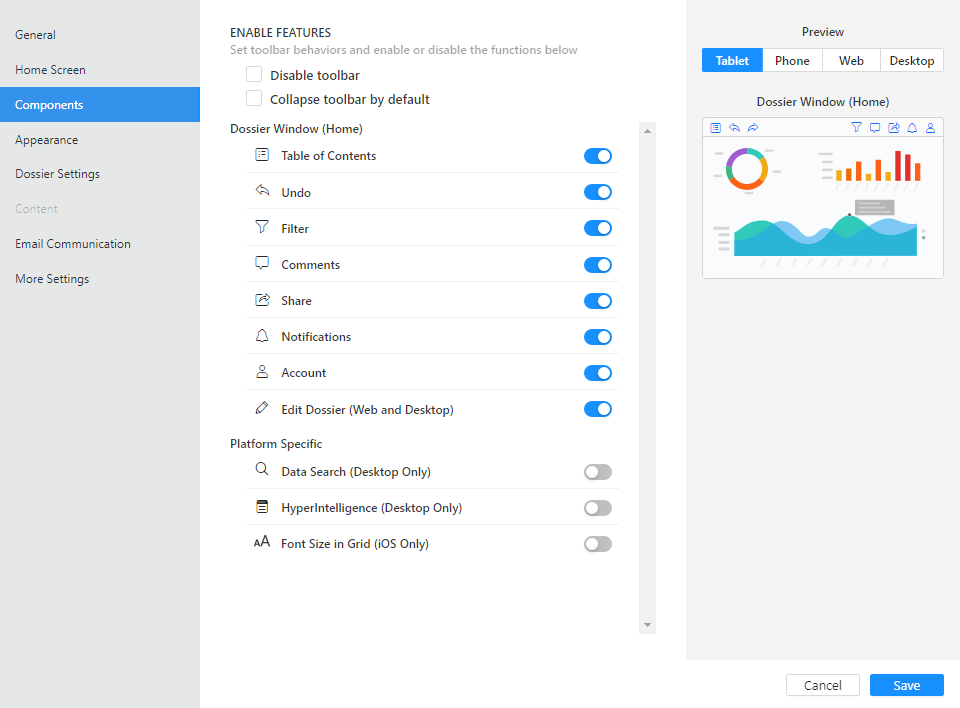 General
Home Screen
Components
Appearance
Dossier Settings
Content
Email Communication
More Settings
ENABLE FEATURES
Set toolbar behaviors and enable or disable the functions below
Disable toolbar
Collapse toolbar by default
Dossier Window (Home)
Table of Contents
Undo
Filter
Comments
Share
Notifications
Account
Edit Dossier (Web and Desktop)
Platform Specific
Data Search (Desktop Only)
HyperIntelligence (Desktop Only)
AA Font Size in Grid (iOS Only)
Preview
Tablet Phone Web Desktop
Dossier Window (Home)
Cancel Save